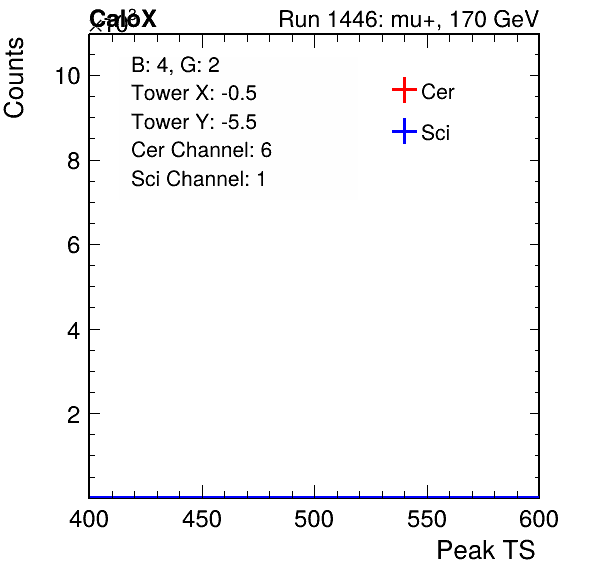 CaloX
×10³
Run 1446: mu+, 170 GeV
Counts
B: 4, G: 2
Tower X: -0.5
Tower Y: -5.5
Cer Channel: 6
Sci Channel: 1
Cer
Sci
10
8
6
4
2
400 450 500 550 600
Peak TS